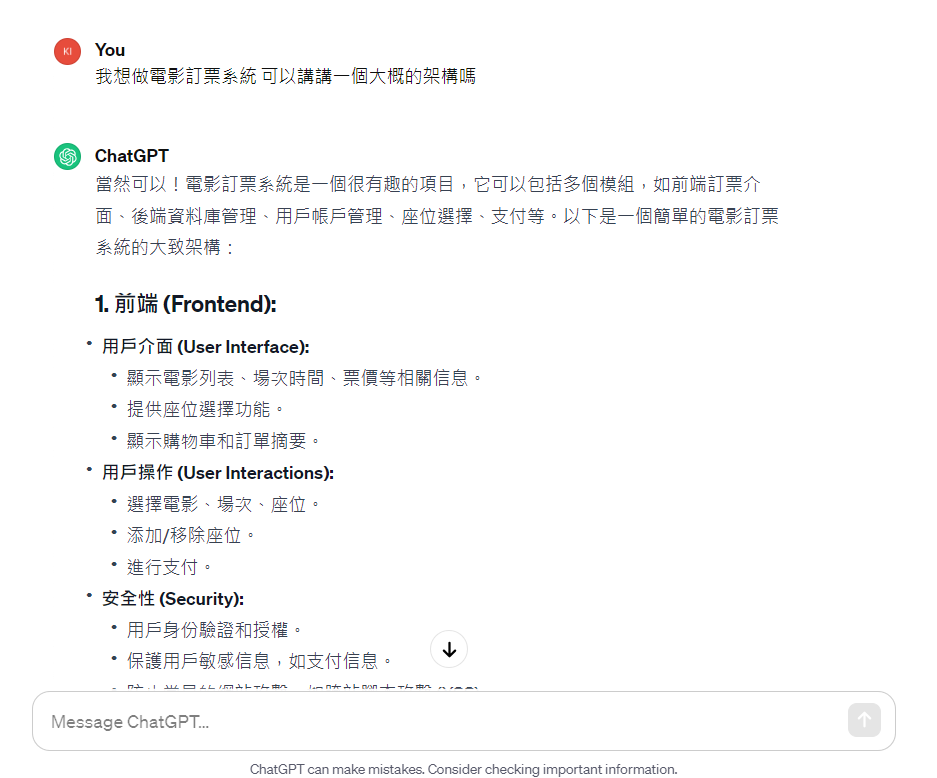 KI
You
我想做電影訂票系統 可以講講一個大概的架構嗎
ChatGPT
當然可以！電影訂票系統是一個很有趣的項目，它可以包括多個模組，如前端訂票介
面、後端資料庫管理、用戶帳戶管理、座位選擇、支付等。以下是一個簡單的電影訂票
系統的大致架構：
1. 前端 (Frontend):
• 用戶介面 (User Interface):
• 顯示電影列表、場次時間、票價等相關信息。
• 提供座位選擇功能。
• 顯示購物車和訂單摘要。
• 用戶操作 (User Interactions):
• 選擇電影、場次、座位。
• 添加/移除座位。
• 進行支付。
• 安全性 (Security):
• 用戶身份驗證和授權。
• 保護用戶敏感信息，如支付信息。
Message ChatGPT...
ChatGPT can make mistakes. Consider checking important information.